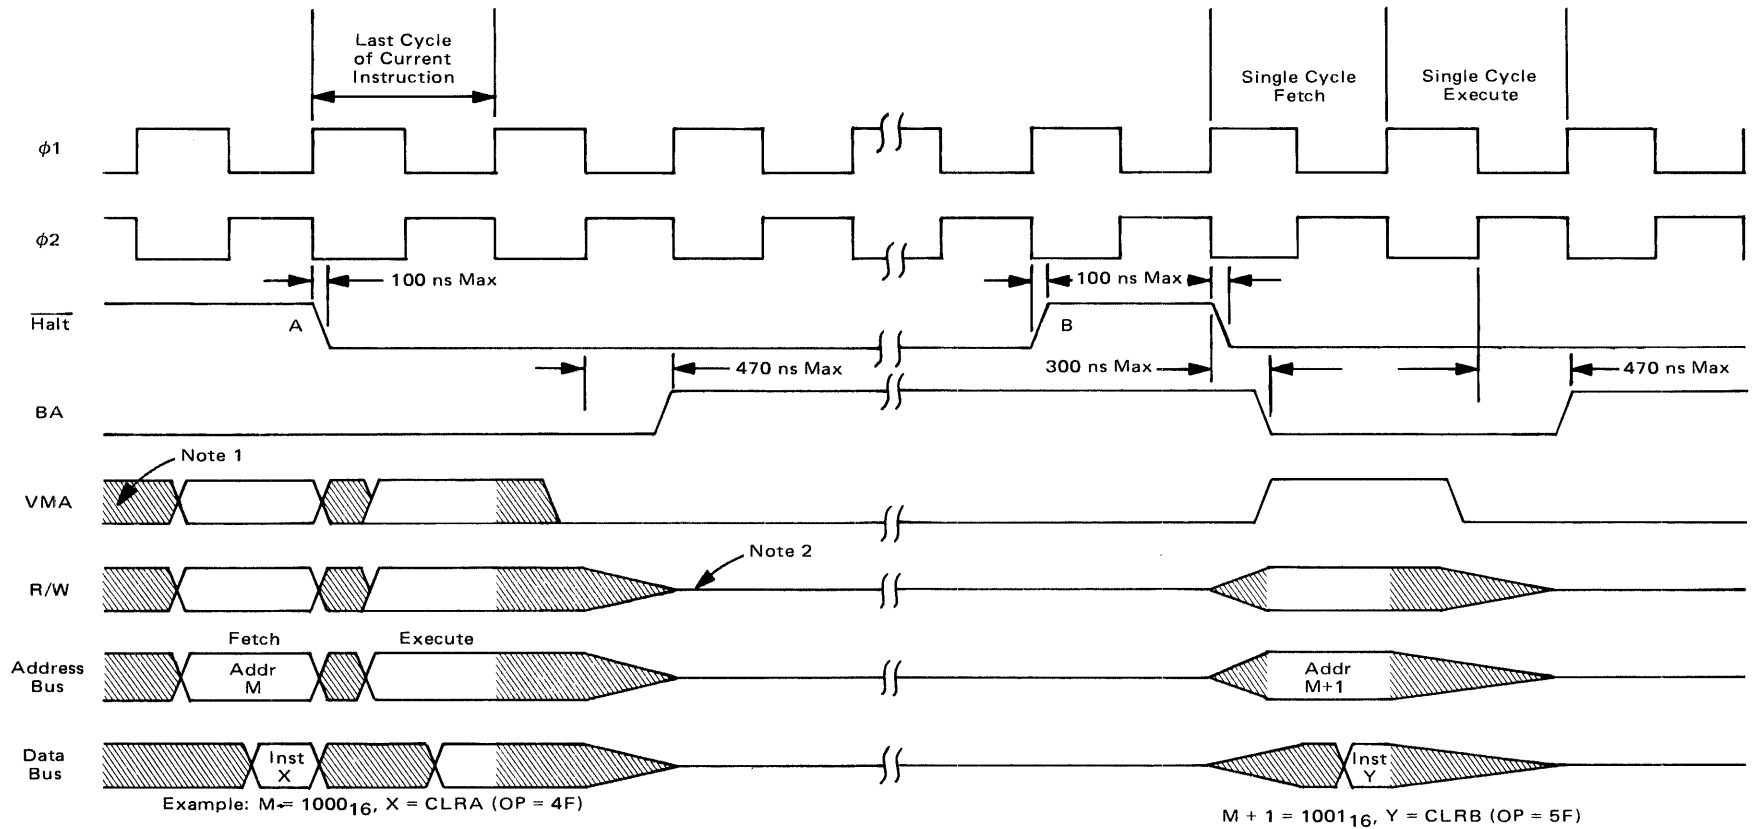 Last Cycle
of Current
Instruction
Single Cycle
Fetch
Single Cycle
Execute
ϕ1
ϕ2
100 ns Max
100 ns Max
Halt
A
B
470 ns Max
300 ns Max
470 ns Max
BA
Note 1
VMA
Note 2
R/W
Fetch
Execute
Address
Bus
Addr
M
Addr
M+1
Data
Bus
Inst
X
Inst
Y
Example: M = 1000₁₆, X = CLRA (OP = 4F)
M + 1 = 1001₁₆, Y = CLRB (OP = 5F)